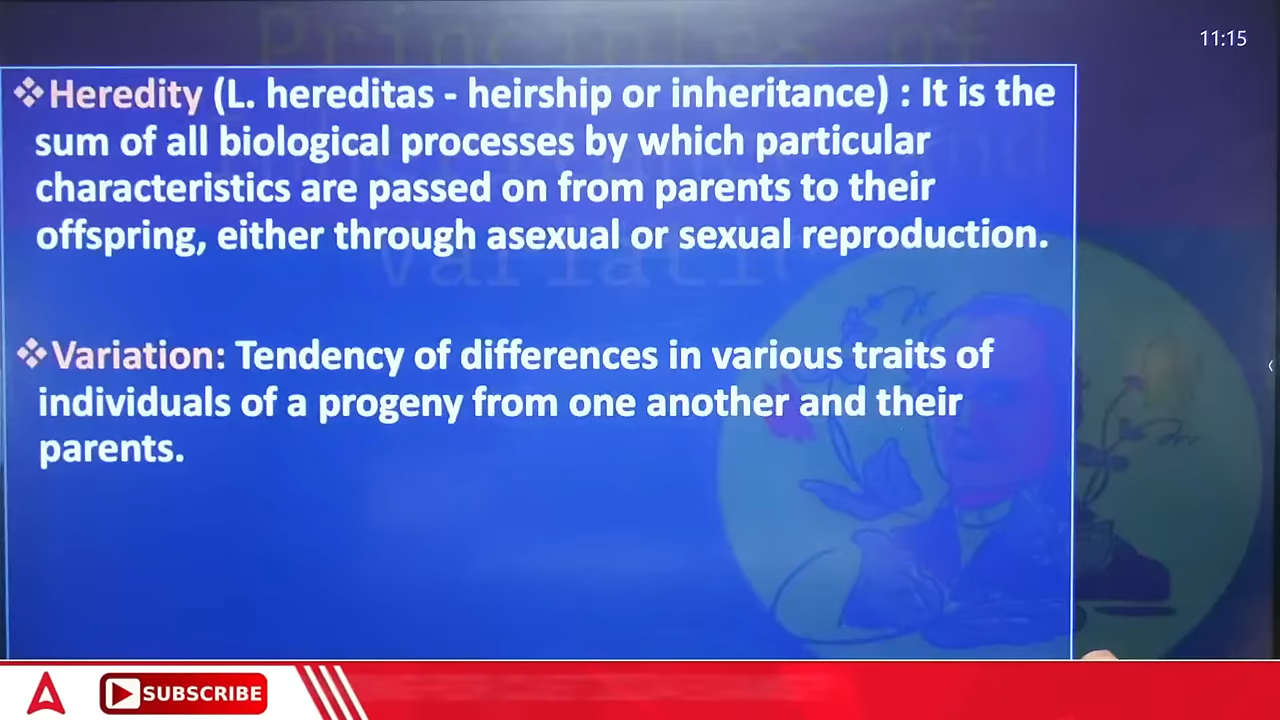 Principles of
11:15
❖Heredity (L. hereditas - heirship or inheritance) : It is the
sum of all biological processes by which particular
characteristics are passed on from parents to their
offspring, either through asexual or sexual reproduction.
❖Variation: Tendency of differences in various traits of
individuals of a progeny from one another and their
parents.
SUBSCRIBE